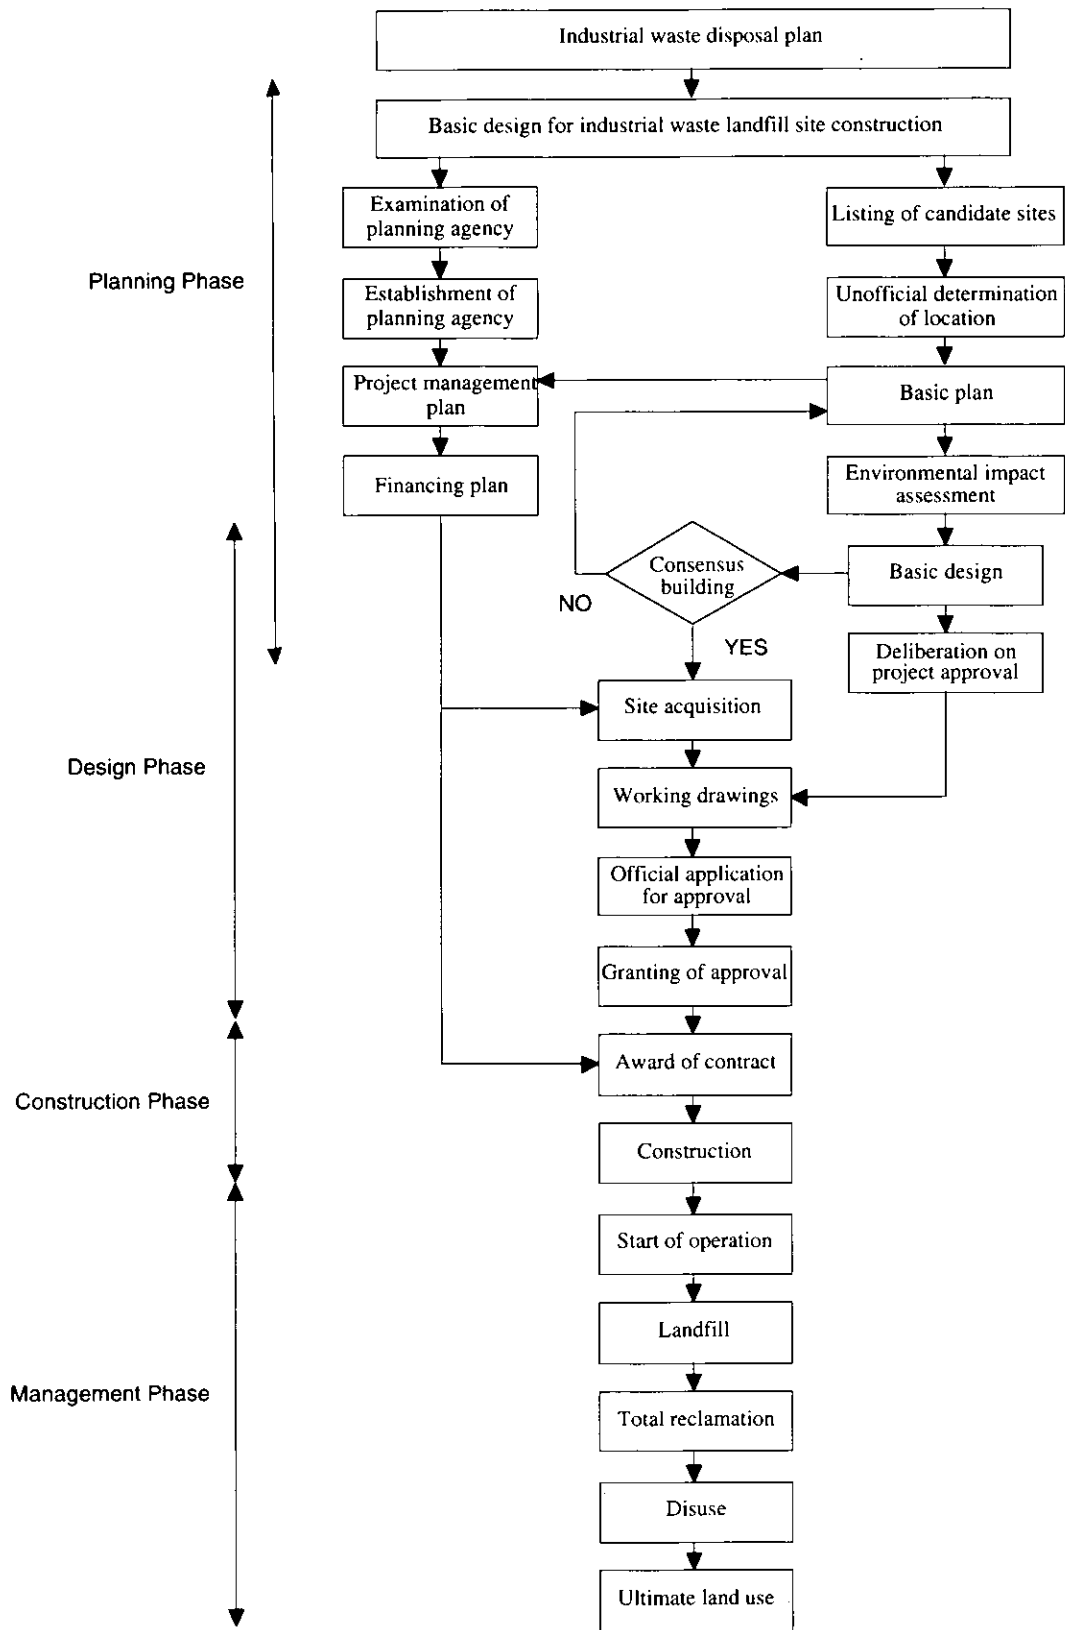 Industrial waste disposal plan
Basic design for industrial waste landfill site construction
Examination of
planning agency
Listing of candidate sites
Planning Phase
Establishment of
planning agency
Unofficial determination
of location
Project management
plan
Basic plan
Financing plan
Environmental impact
assessment
Consensus
building
Basic design
NO
YES
Deliberation on
project approval
Site acquisition
Design Phase
Working drawings
Official application
for approval
Granting of approval
Award of contract
Construction Phase
Construction
Start of operation
Landfill
Management Phase
Total reclamation
Disuse
Ultimate land use